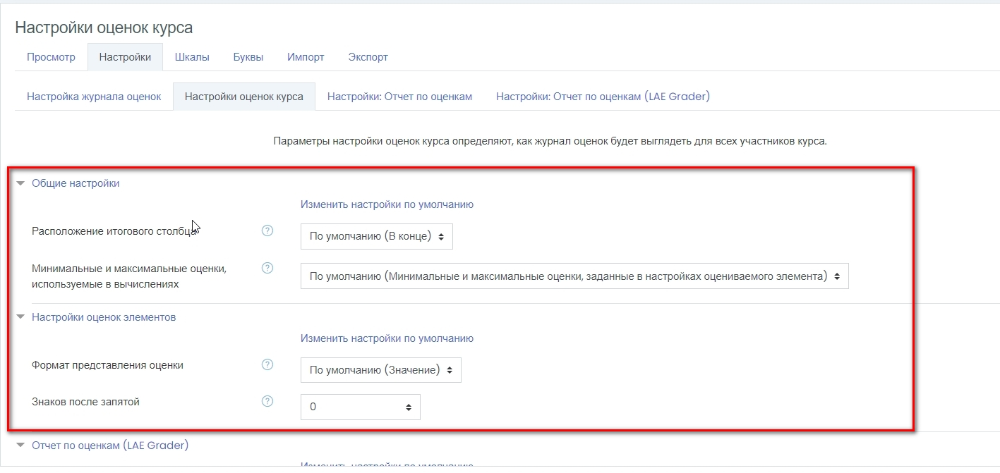 Настройки оценок курса
Просмотр Настройки Шкалы Буквы Импорт Экспорт
Настройка журнала оценок Настройки оценок курса Настройки: Отчет по оценкам Настройки: Отчет по оценкам (LAE Grader)
Параметры настройки оценок курса определяют, как журнал оценок будет выглядеть для всех участников курса.
Общие настройки
Изменить настройки по умолчанию
Расположение итогового столбца ? По умолчанию (В конце)
Минимальные и максимальные оценки, ? По умолчанию (Минимальные и максимальные оценки, заданные в настройках оцениваемого элемента)
используемые в вычислениях
Настройки оценок элементов
Изменить настройки по умолчанию
Формат представления оценки ? По умолчанию (Значение)
Знаков после запятой ? 0
Отчет по оценкам (LAE Grader)
Изменить настройки по умолчанию